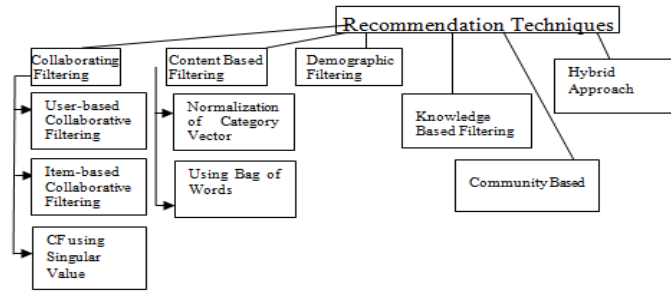 Recommendation Techniques
Collaborating
Filtering
Content Based
Filtering
Demographic
Filtering
Hybrid
Approach
User-based
Collaborative
Filtering
Normalization
of Category
Vector
Knowledge
Based Filtering
Item-based
Collaborative
Filtering
Using Bag of
Words
Community Based
CF using
Singular
Value